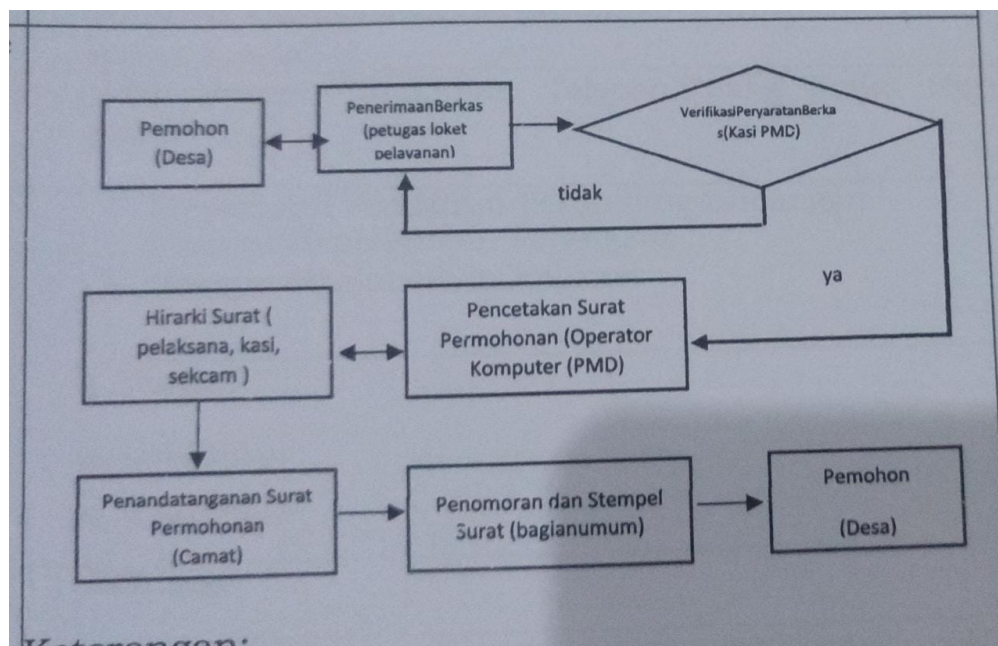 Pemohon
(Desa)
PenerimaanBerkas
(petugas loket
pelayanan)
VerifikasiPeryaratanBerka
s(Kasi PMD)
tidak
ya
Hirarki Surat (
pelaksana, kasi,
sekcam )
Pencetakan Surat
Permohonan (Operator
Komputer (PMD)
Penandatanganan Surat
Permohonan
(Camat)
Penomoran dan Stempel
Surat (bagianumum)
Pemohon
(Desa)
Keterangan: